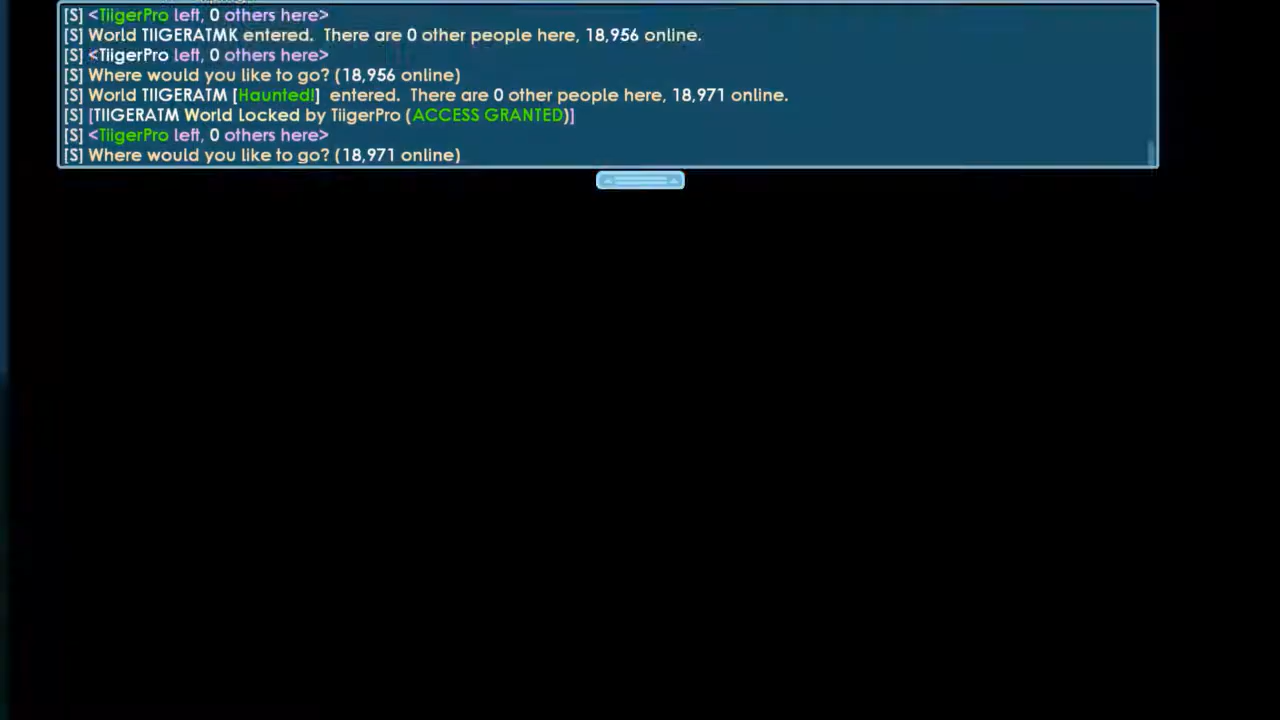 [S] <TiigerPro left, 0 others here>
[S] World TIIGERATMK entered.  There are 0 other people here, 18,956 online.
[S] <TiigerPro left, 0 others here>
[S] Where would you like to go? (18,956 online)
[S] World TIIGERATM [Haunted!]  entered.  There are 0 other people here, 18,971 online.
[S] [TIIGERATM World Locked by TiigerPro (ACCESS GRANTED)]
[S] <TiigerPro left, 0 others here>
[S] Where would you like to go? (18,971 online)